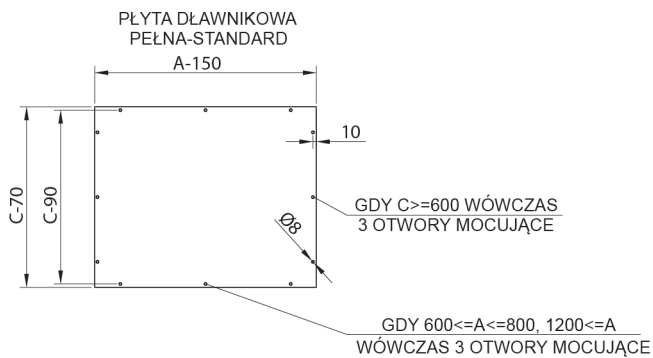 PŁYTA DŁAWNIKOWA
PEŁNA-STANDARD
A-150
10
C-70
C-90
Ø8
GDY C>=600 WÓWCZAS
3 OTWORY MOCUJĄCE
GDY 600<=A<=800, 1200<=A
WÓWCZAS 3 OTWORY MOCUJĄCE